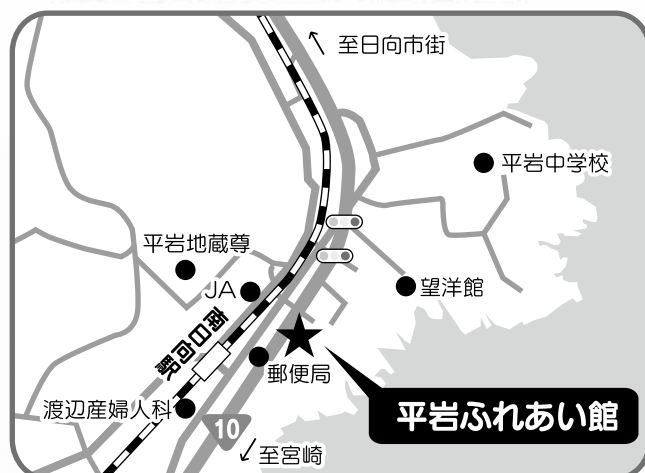 至日向市街
平岩中学校
平岩地蔵尊
JA
望洋館
南日向駅
郵便局
平岩ふれあい館
渡辺産婦人科
10
至宮崎